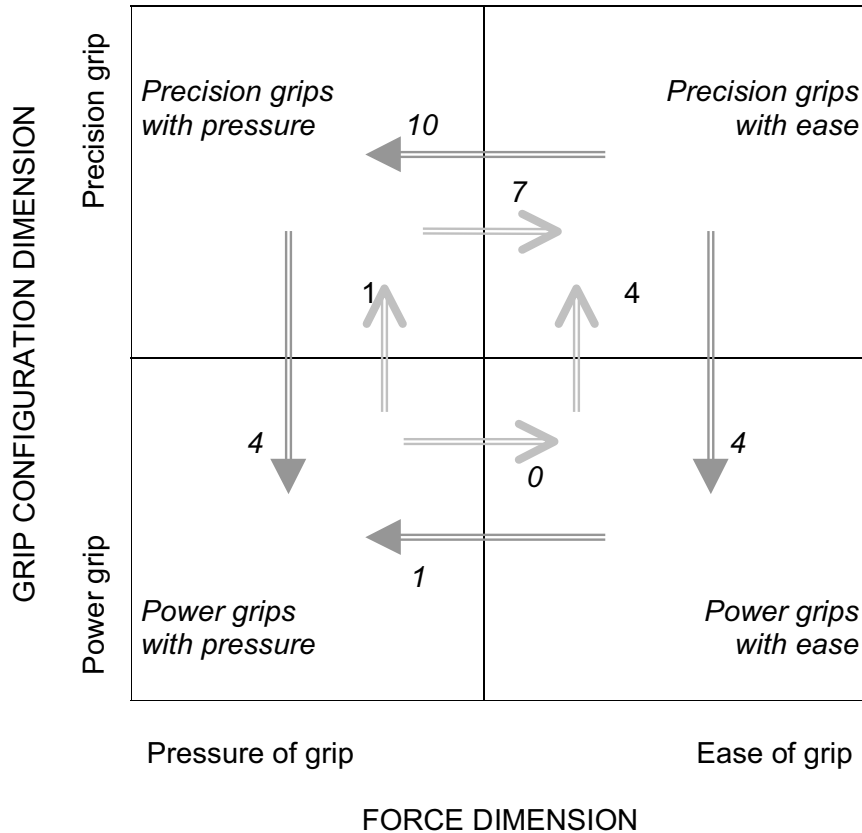 GRIP CONFIGURATION DIMENSION
Precision grip
Power grip
Precision grips
with pressure
10
Precision grips
with ease
7
1
4
4
4
0
1
Power grips
with pressure
Power grips
with ease
Pressure of grip
Ease of grip
FORCE DIMENSION